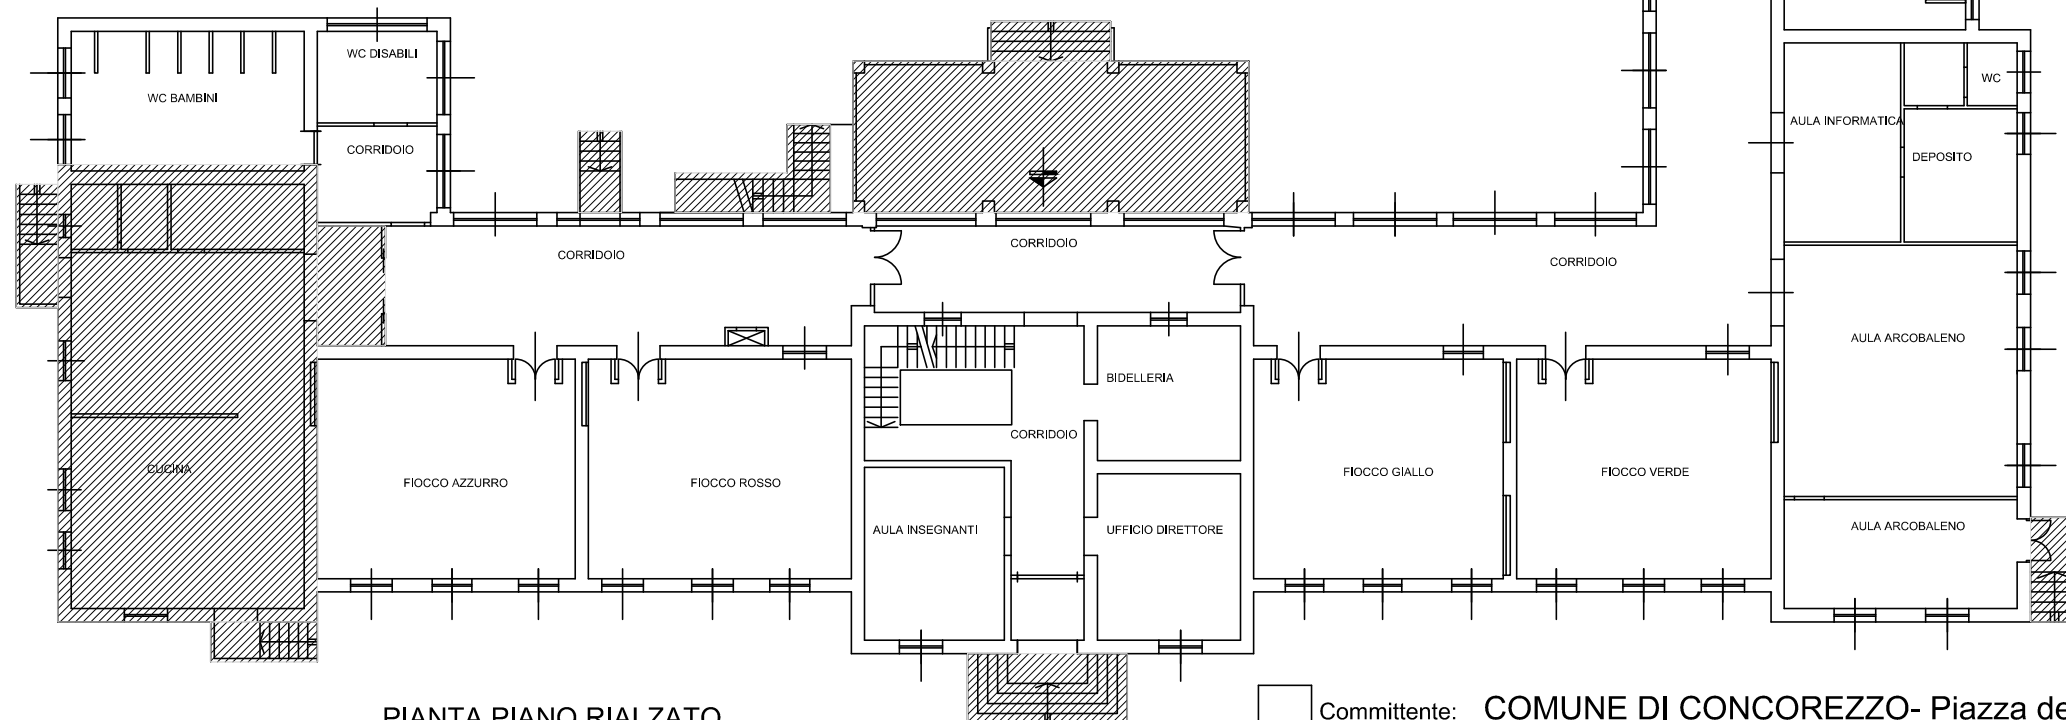 WC DISABILI
WC BAMBINI
WC
AULA INFORMATICA
CORRIDOIO
DEPOSITO
CORRIDOIO
CORRIDOIO
CORRIDOIO
AULA ARCOBALENO
BIDELLERIA
CORRIDOIO
CUCINA
FIOCCO AZZURRO
FIOCCO ROSSO
FIOCCO GIALLO
FIOCCO VERDE
AULA INSEGNANTI
UFFICIO DIRETTORE
AULA ARCOBALENO
PIANTA PIANO RIALZATO
Committente: COMUNE DI CONCOREZZO- Piazza de